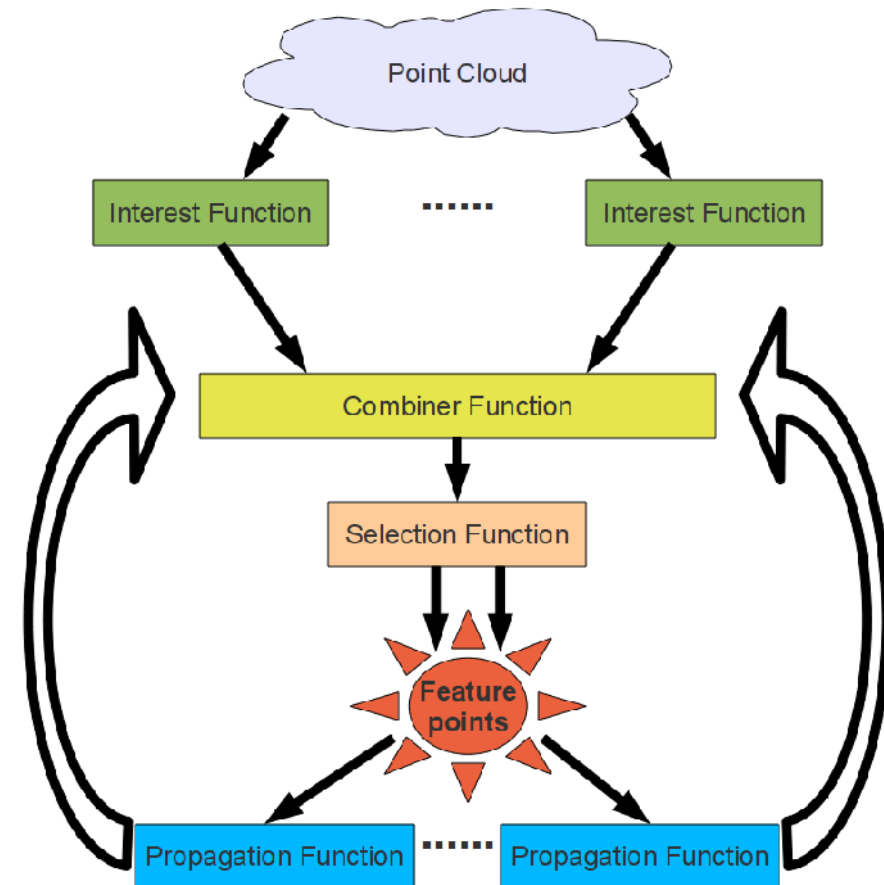 Point Cloud
Interest Function
......
Interest Function
Combiner Function
Selection Function
Feature
points
Propagation Function
......
Propagation Function